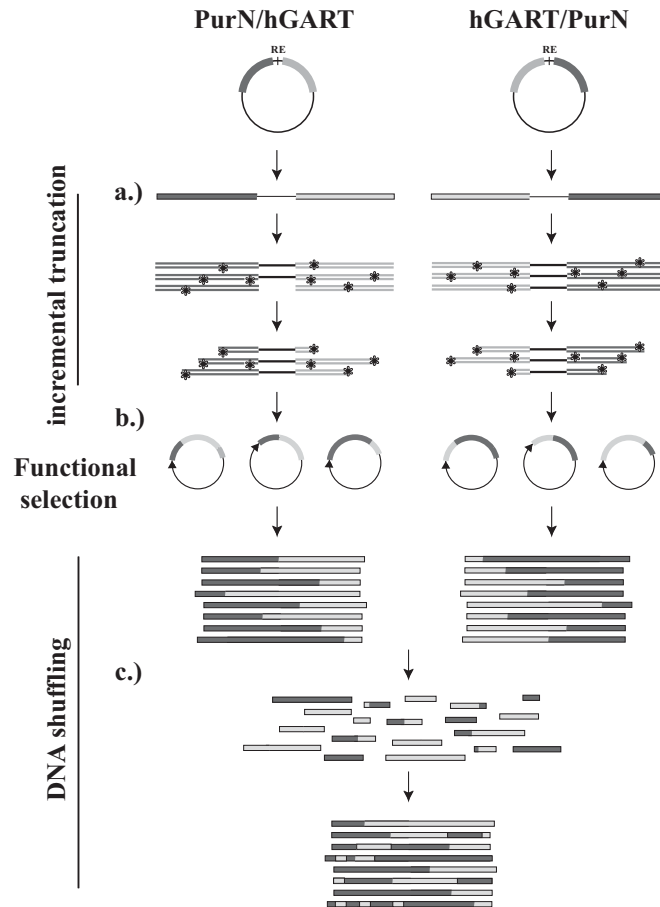 PurN/hGART
hGART/PurN
RE
RE
a.)
incremental truncation
b.)
Functional
selection
c.)
DNA shuffling